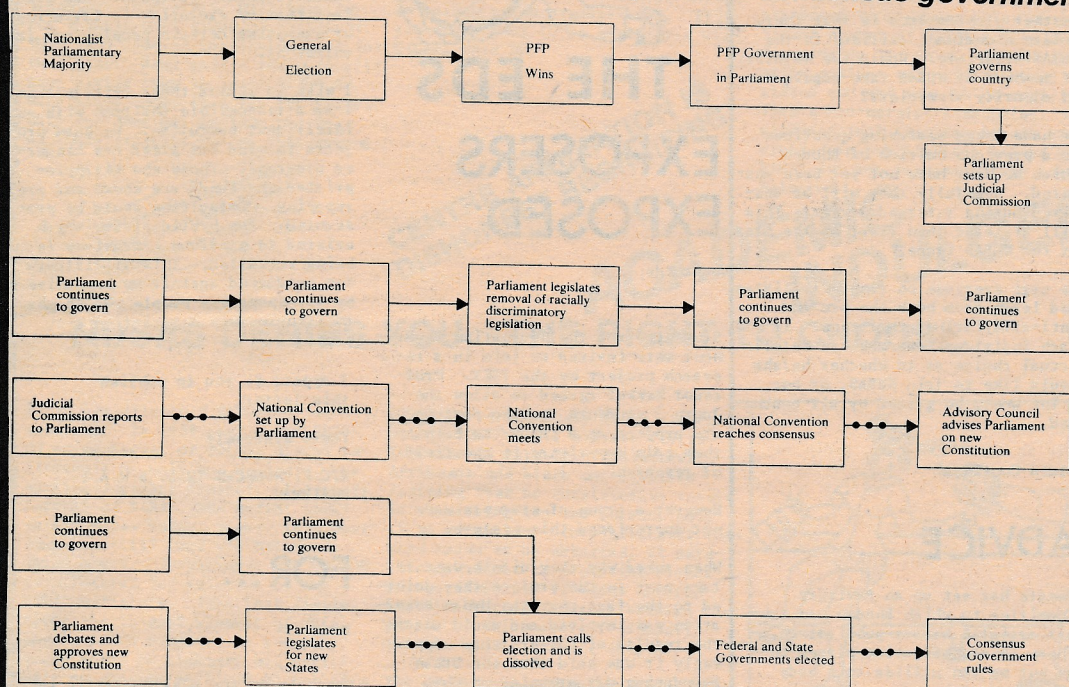 government
Nationalist
Parliamentary
Majority
General
Election
PFP
Wins
PFP Government
in Parliament
Parliament
governs
country
Parliament
sets up
Judicial
Commission
Parliament
continues
to govern
Parliament
continues
to govern
Parliament legislates
removal of racially
discriminatory
legislation
Parliament
continues
to govern
Parliament
continues
to govern
Judicial
Commission reports
to Parliament
National Convention
set up by
Parliament
National
Convention
meets
National Convention
reaches consensus
Advisory Council
advises Parliament
on new
Constitution
Parliament
continues
to govern
Parliament
continues
to govern
Parliament
debates and
approves new
Constitution
Parliament
legislates
for new
States
Parliament calls
election and is
dissolved
Federal and State
Governments elected
Consensus
Government
rules